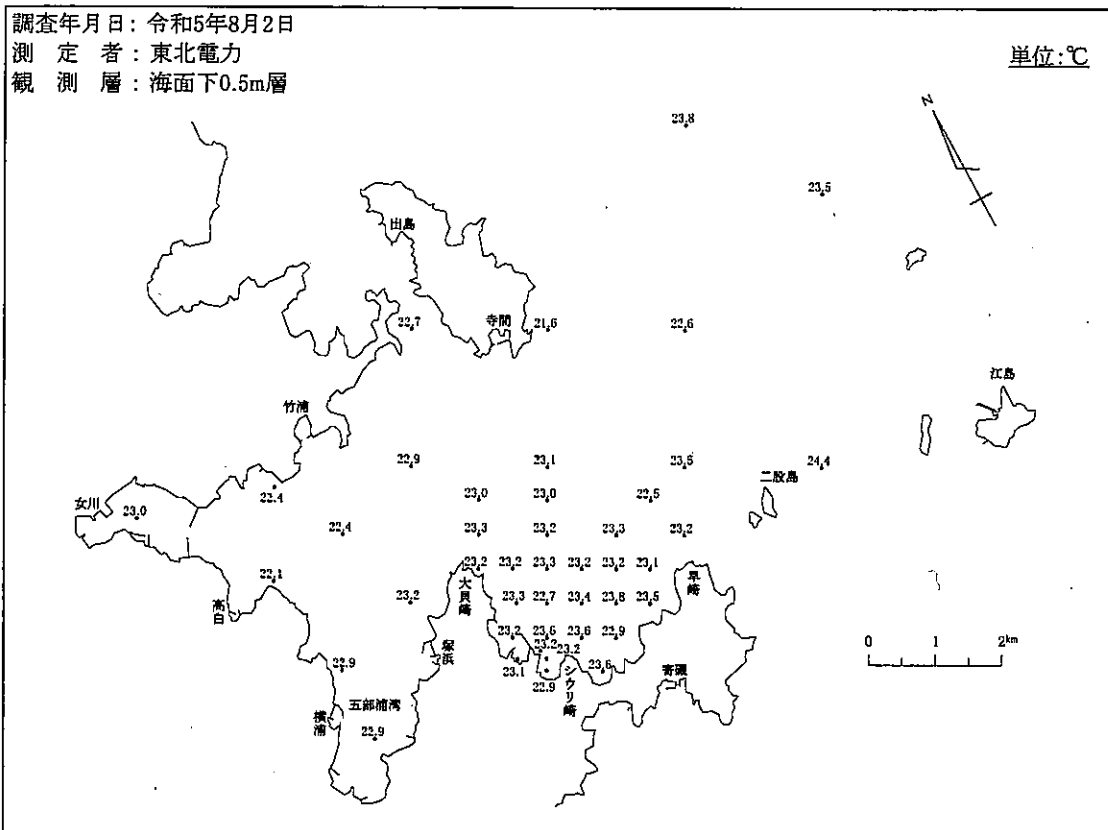 調査年月日: 令和5年8月2日
測 定 者: 東北電力
観 測 層: 海面下0.5m層
単位:℃
N
23.8
23.5
出島
22.7
寺間
21.6
22.6
江島
竹浦
22.9
23.1
24.4
二股島
22.4
23.0
23.0
22.5
女川
23.0
22.4
23.3
23.2
23.3
23.2
23.2
23.2
23.3
23.2
23.2
23.1
22.1
大貝崎
早崎
高白
23.2
23.3
22.7
23.4
23.8
23.5
23.2
23.6
23.6
22.9
0 1 2km
塚浜
23.2
23.2
22.9
23.1
22.9
シウリ崎
23.6
寄磯
五部浦湾
横浦
22.9